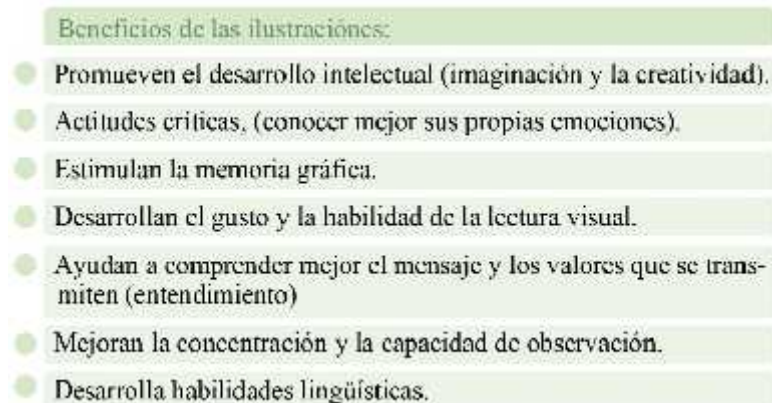 Beneficios de las ilustraciónes:
Promueven el desarrollo intelectual (imaginación y la creatividad).
Actitudes críticas, (conocer mejor sus propias emociones).
Estimulan la memoria gráfica.
Desarrollan el gusto y la habilidad de la lectura visual.
Ayudan a comprender mejor el mensaje y los valores que se trans-
miten (entendimiento)
Mejoran la concentración y la capacidad de observación.
Desarrolla habilidades lingüísticas.